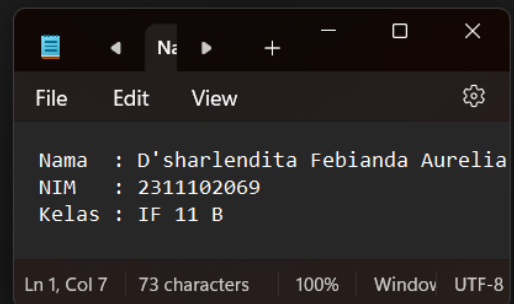 Na
File Edit View
Nama : D'sharlendita Febianda Aurelia
NIM : 2311102069
Kelas : IF 11 B
Ln 1, Col 7 73 characters 100% Window UTF-8